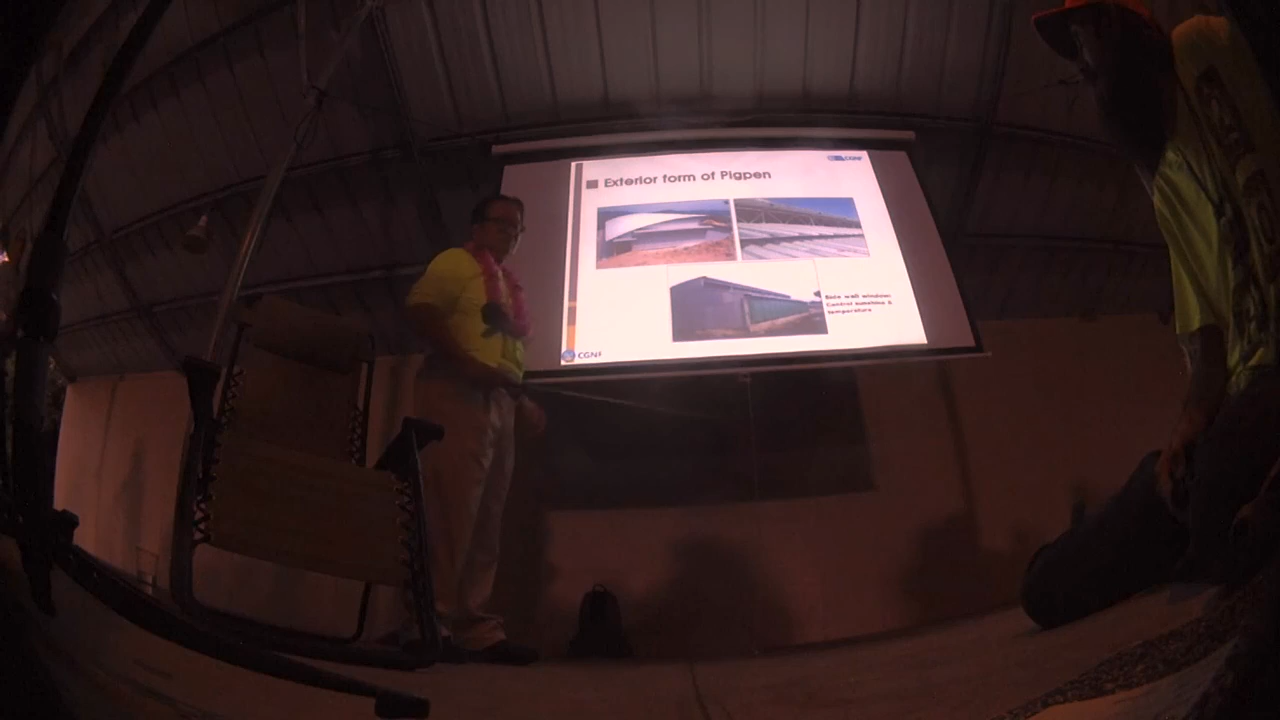 CGNF
Exterior form of Pigpen
Side wall window:
Control sunshine &
temperature
CGNF